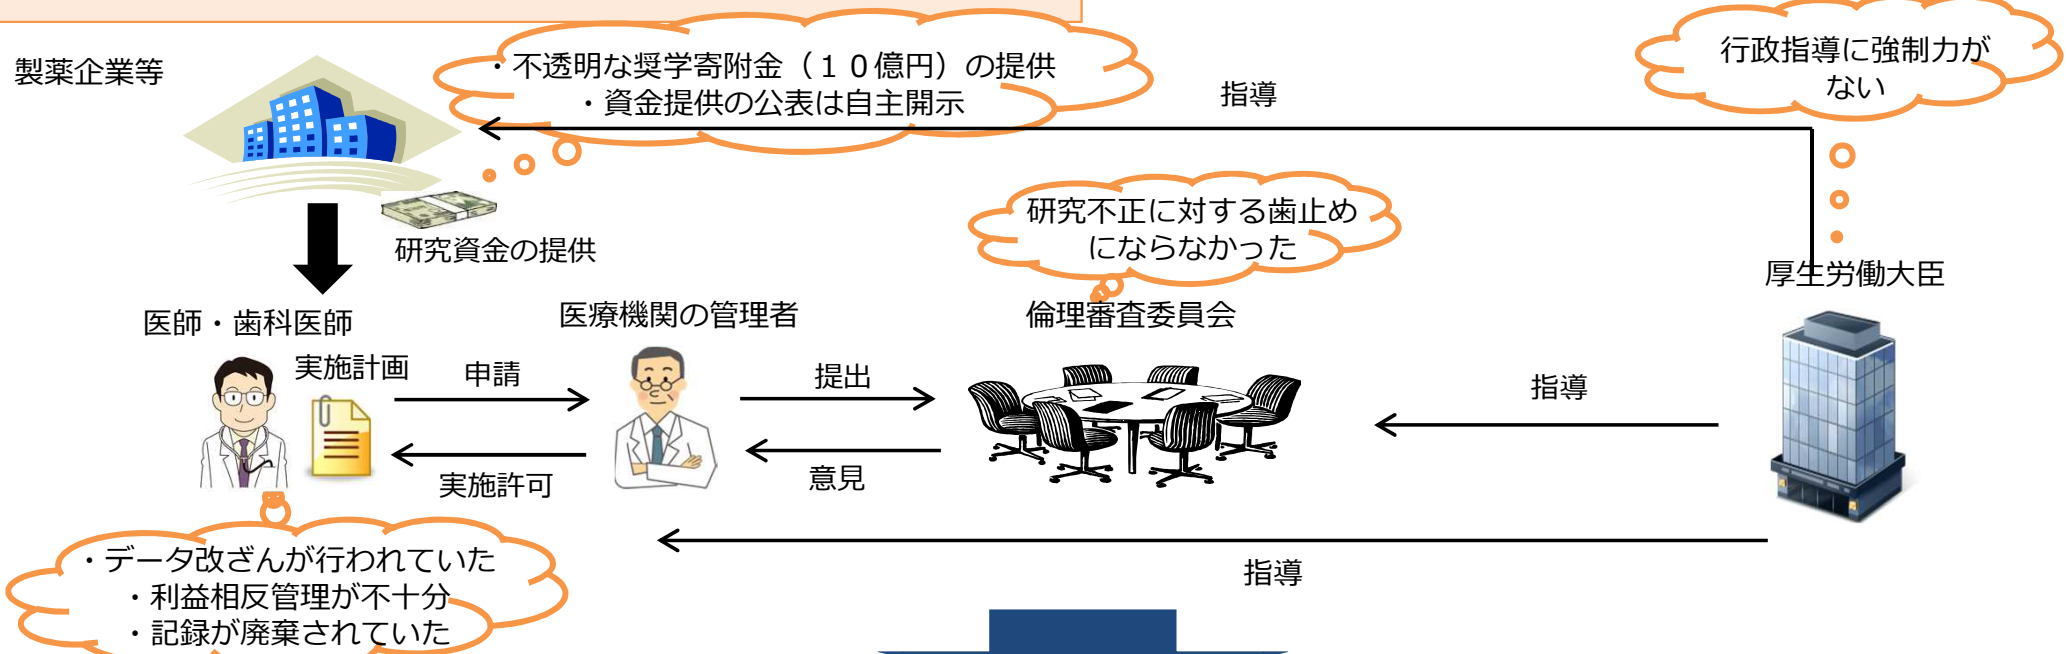 製薬企業等
・不透明な奨学寄附金（１０億円）の提供
・資金提供の公表は自主開示
指導
行政指導に強制力が
ない
研究資金の提供
研究不正に対する歯止め
にならなかった
厚生労働大臣
医師・歯科医師
医療機関の管理者
倫理審査委員会
実施計画
申請
提出
指導
実施許可
意見
・データ改ざんが行われていた
・利益相反管理が不十分
・記録が廃棄されていた
指導